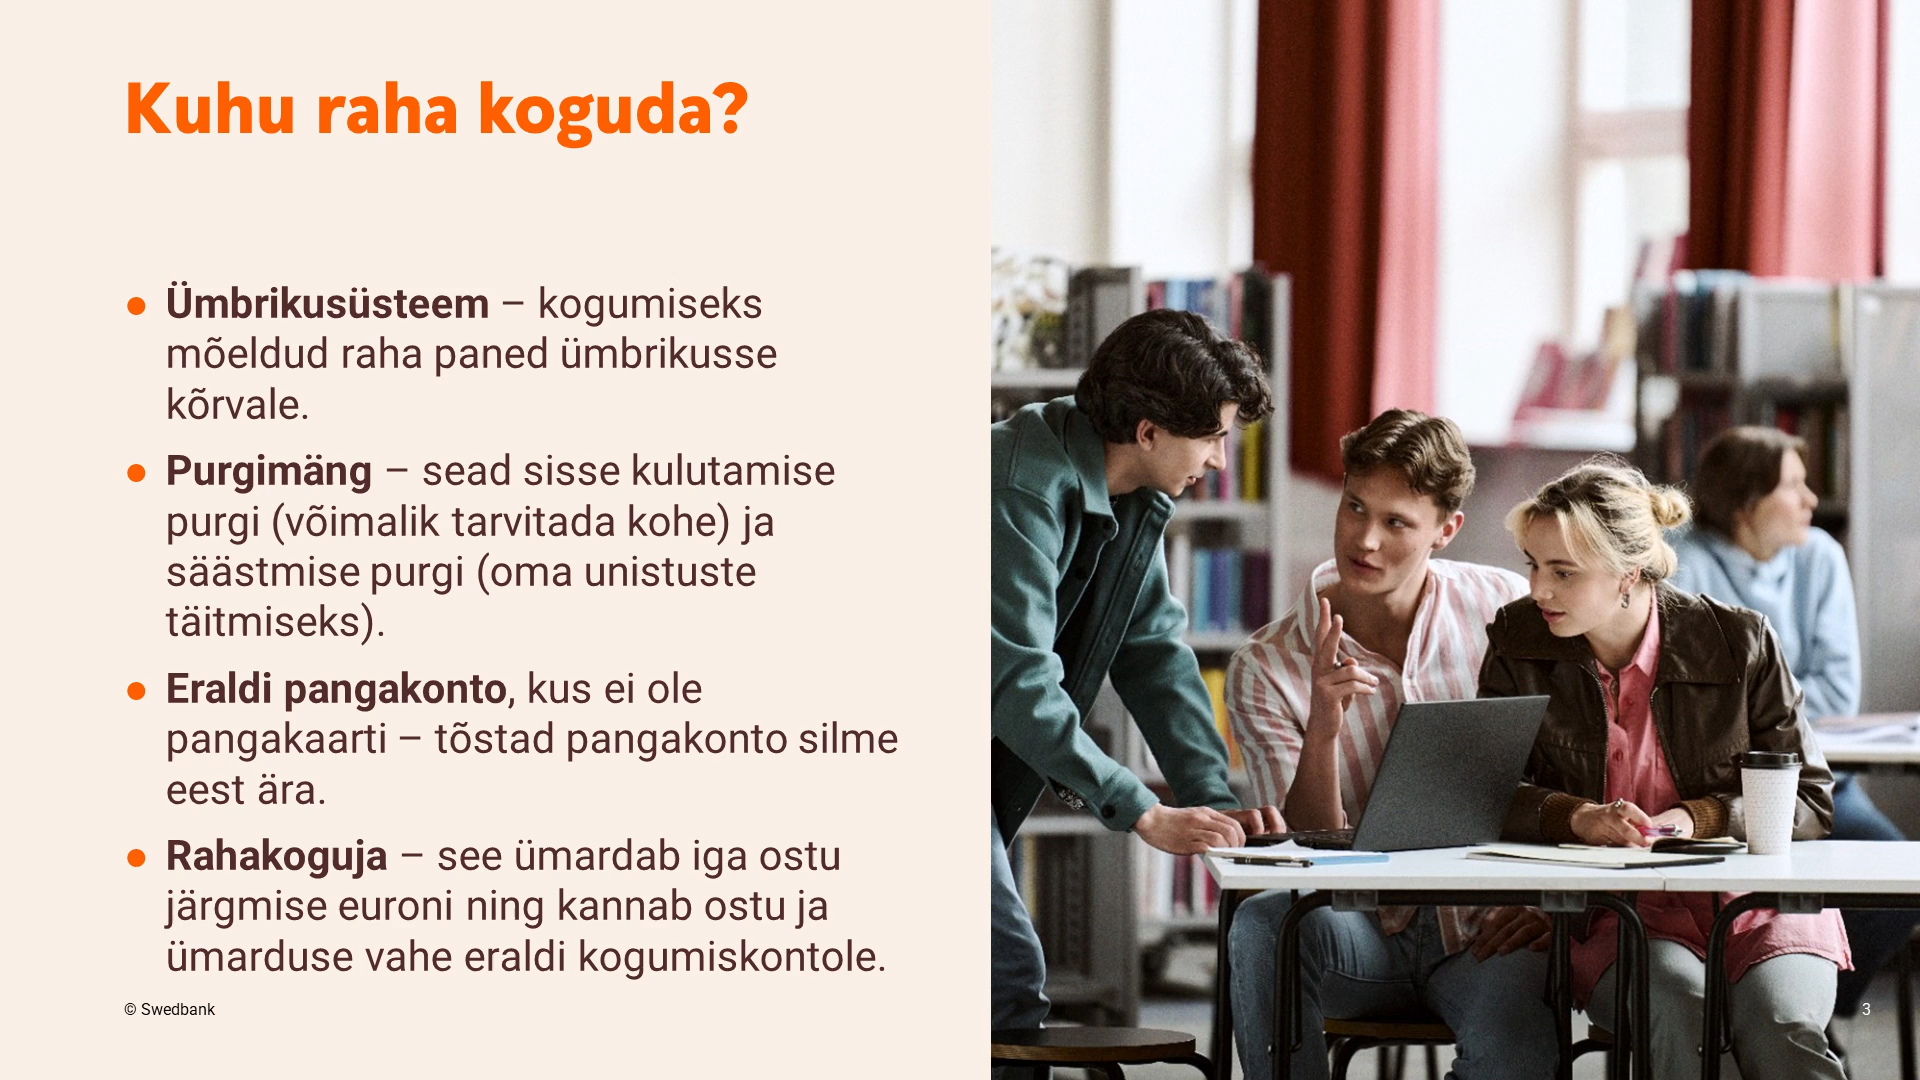 Kuhu raha koguda?
● Ümbrikusüsteem – kogumiseks
mõeldud raha paned ümbrikusse
kõrvale.
● Purgimäng – sead sisse kulutamise
purgi (võimalik tarvitada kohe) ja
säästmise purgi (oma unistuste
täitmiseks).
● Eraldi pangakonto, kus ei ole
pangakaarti – tõstad pangakonto silme
eest ära.
● Rahakoguja – see ümardab iga ostu
järgmise euroni ning kannab ostu ja
ümarduse vahe eraldi kogumiskontole.
© Swedbank
3